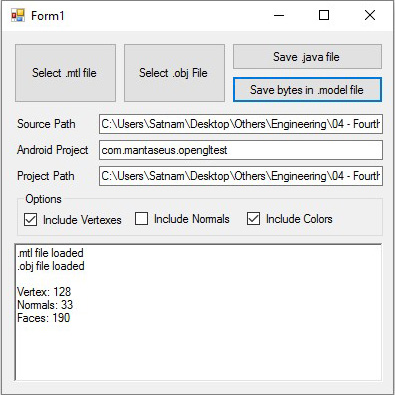 Form1
Select .mtl file
Select .obj File
Save .java file
Save bytes in .model file
Source Path
C:\Users\Satnam\Desktop\Others\Engineering\04 - Fourth
Android Project
com.mantaseus.opengltest
Project Path
C:\Users\Satnam\Desktop\Others\Engineering\04 - Fourth
Options
Include Vertexes
Include Normals
Include Colors
.mtl file loaded
.obj file loaded
Vertex: 128
Normals: 33
Faces: 190